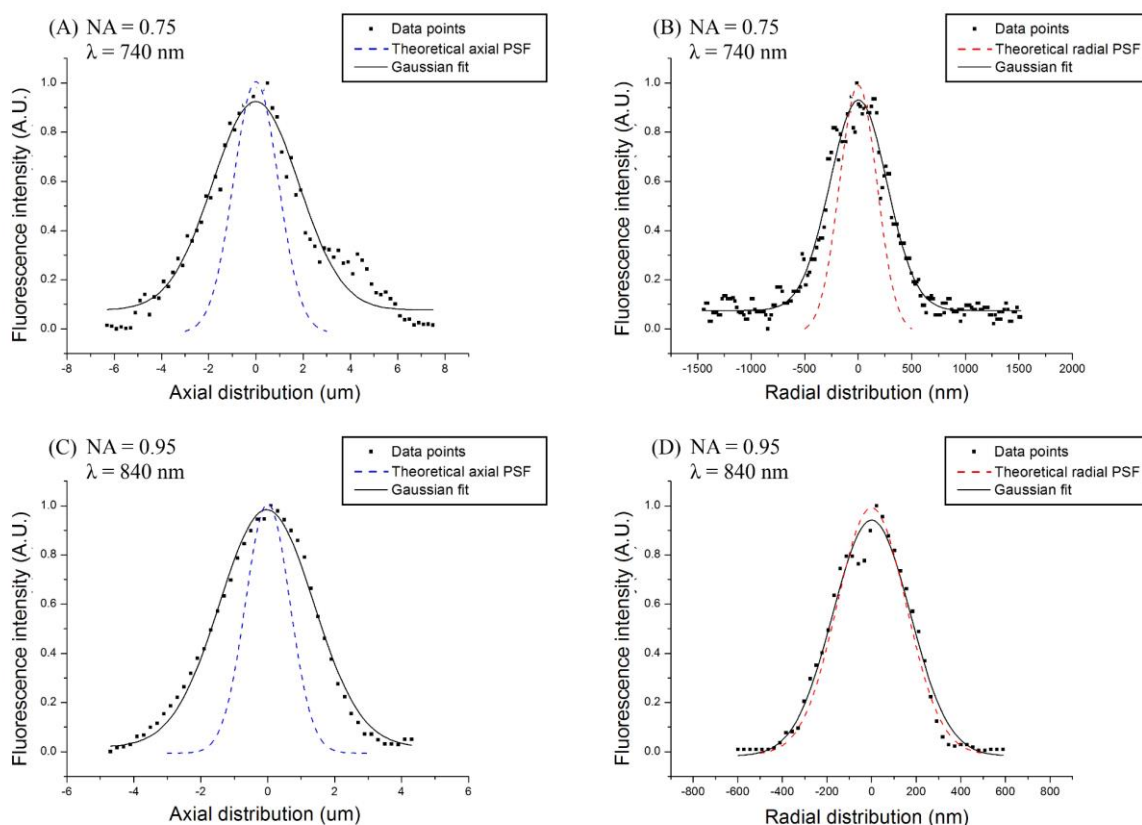 (A) NA = 0.75
λ = 740 nm
Data points
Theoretical axial PSF
Gaussian fit
Fluorescence intensity (A.U.)
1.0
0.8
0.6
0.4
0.2
0.0
-8 -6 -4 -2 0 2 4 6 8
Axial distribution (um)
(B) NA = 0.75
λ = 740 nm
Data points
Theoretical radial PSF
Gaussian fit
Fluorescence intensity (A.U.)
1.0
0.8
0.6
0.4
0.2
0.0
-1500 -1000 -500 0 500 1000 1500 2000
Radial distribution (nm)
(C) NA = 0.95
λ = 840 nm
Data points
Theoretical axial PSF
Gaussian fit
Fluorescence intensity (A.U.)
1.0
0.8
0.6
0.4
0.2
0.0
-6 -4 -2 0 2 4 6
Axial distribution (um)
(D) NA = 0.95
λ = 840 nm
Data points
Theoretical radial PSF
Gaussian fit
Fluorescence intensity (A.U.)
1.0
0.8
0.6
0.4
0.2
0.0
-800 -600 -400 -200 0 200 400 600 800
Radial distribution (nm)